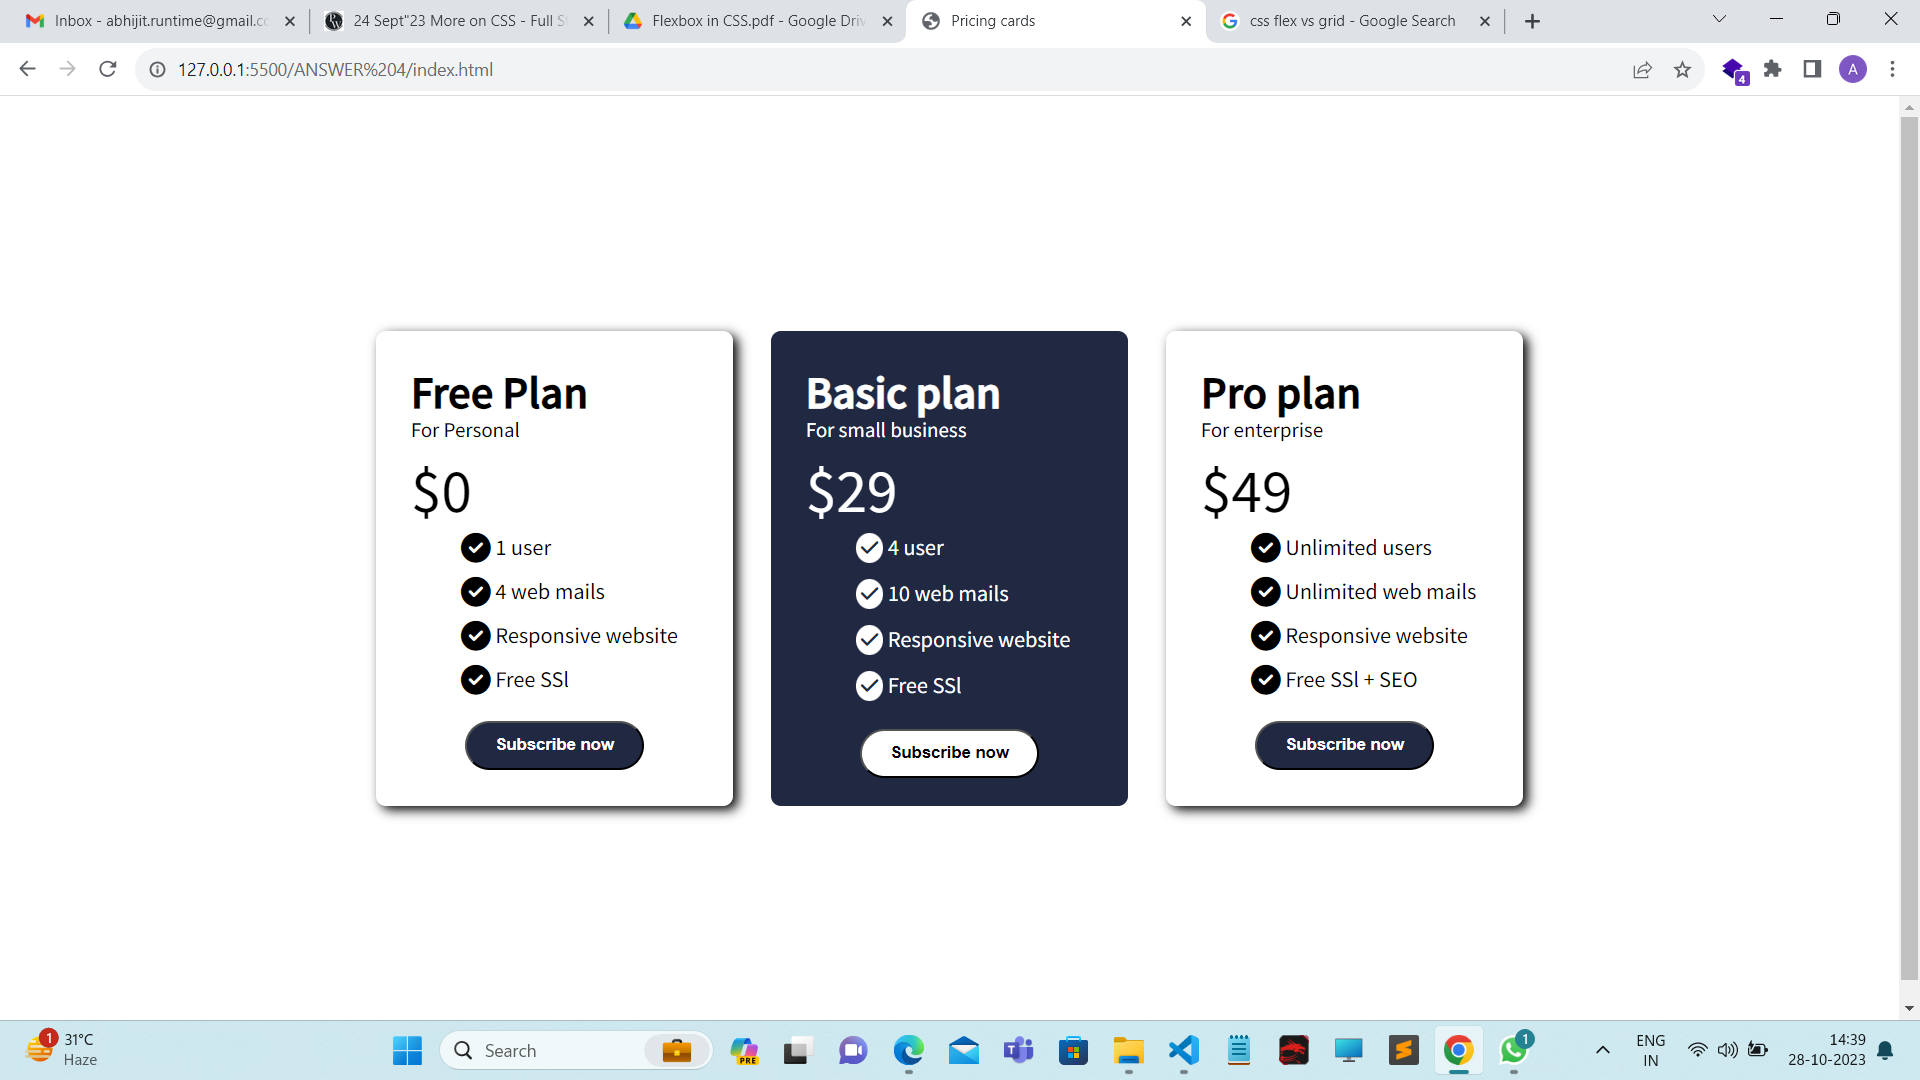 Inbox - abhijit.runtime@gmail.co
24 Sept"23 More on CSS - Full S
Flexbox in CSS.pdf - Google Driv
Pricing cards
css flex vs grid - Google Search
127.0.0.1:5500/ANSWER%204/index.html
4
A
Free Plan
For Personal
$0
1 user
4 web mails
Responsive website
Free SSl
Subscribe now
Basic plan
For small business
$29
4 user
10 web mails
Responsive website
Free SSl
Subscribe now
Pro plan
For enterprise
$49
Unlimited users
Unlimited web mails
Responsive website
Free SSl + SEO
Subscribe now
1
31°C
Haze
Search
PRE
1
ENG
IN
14:39
28-10-2023